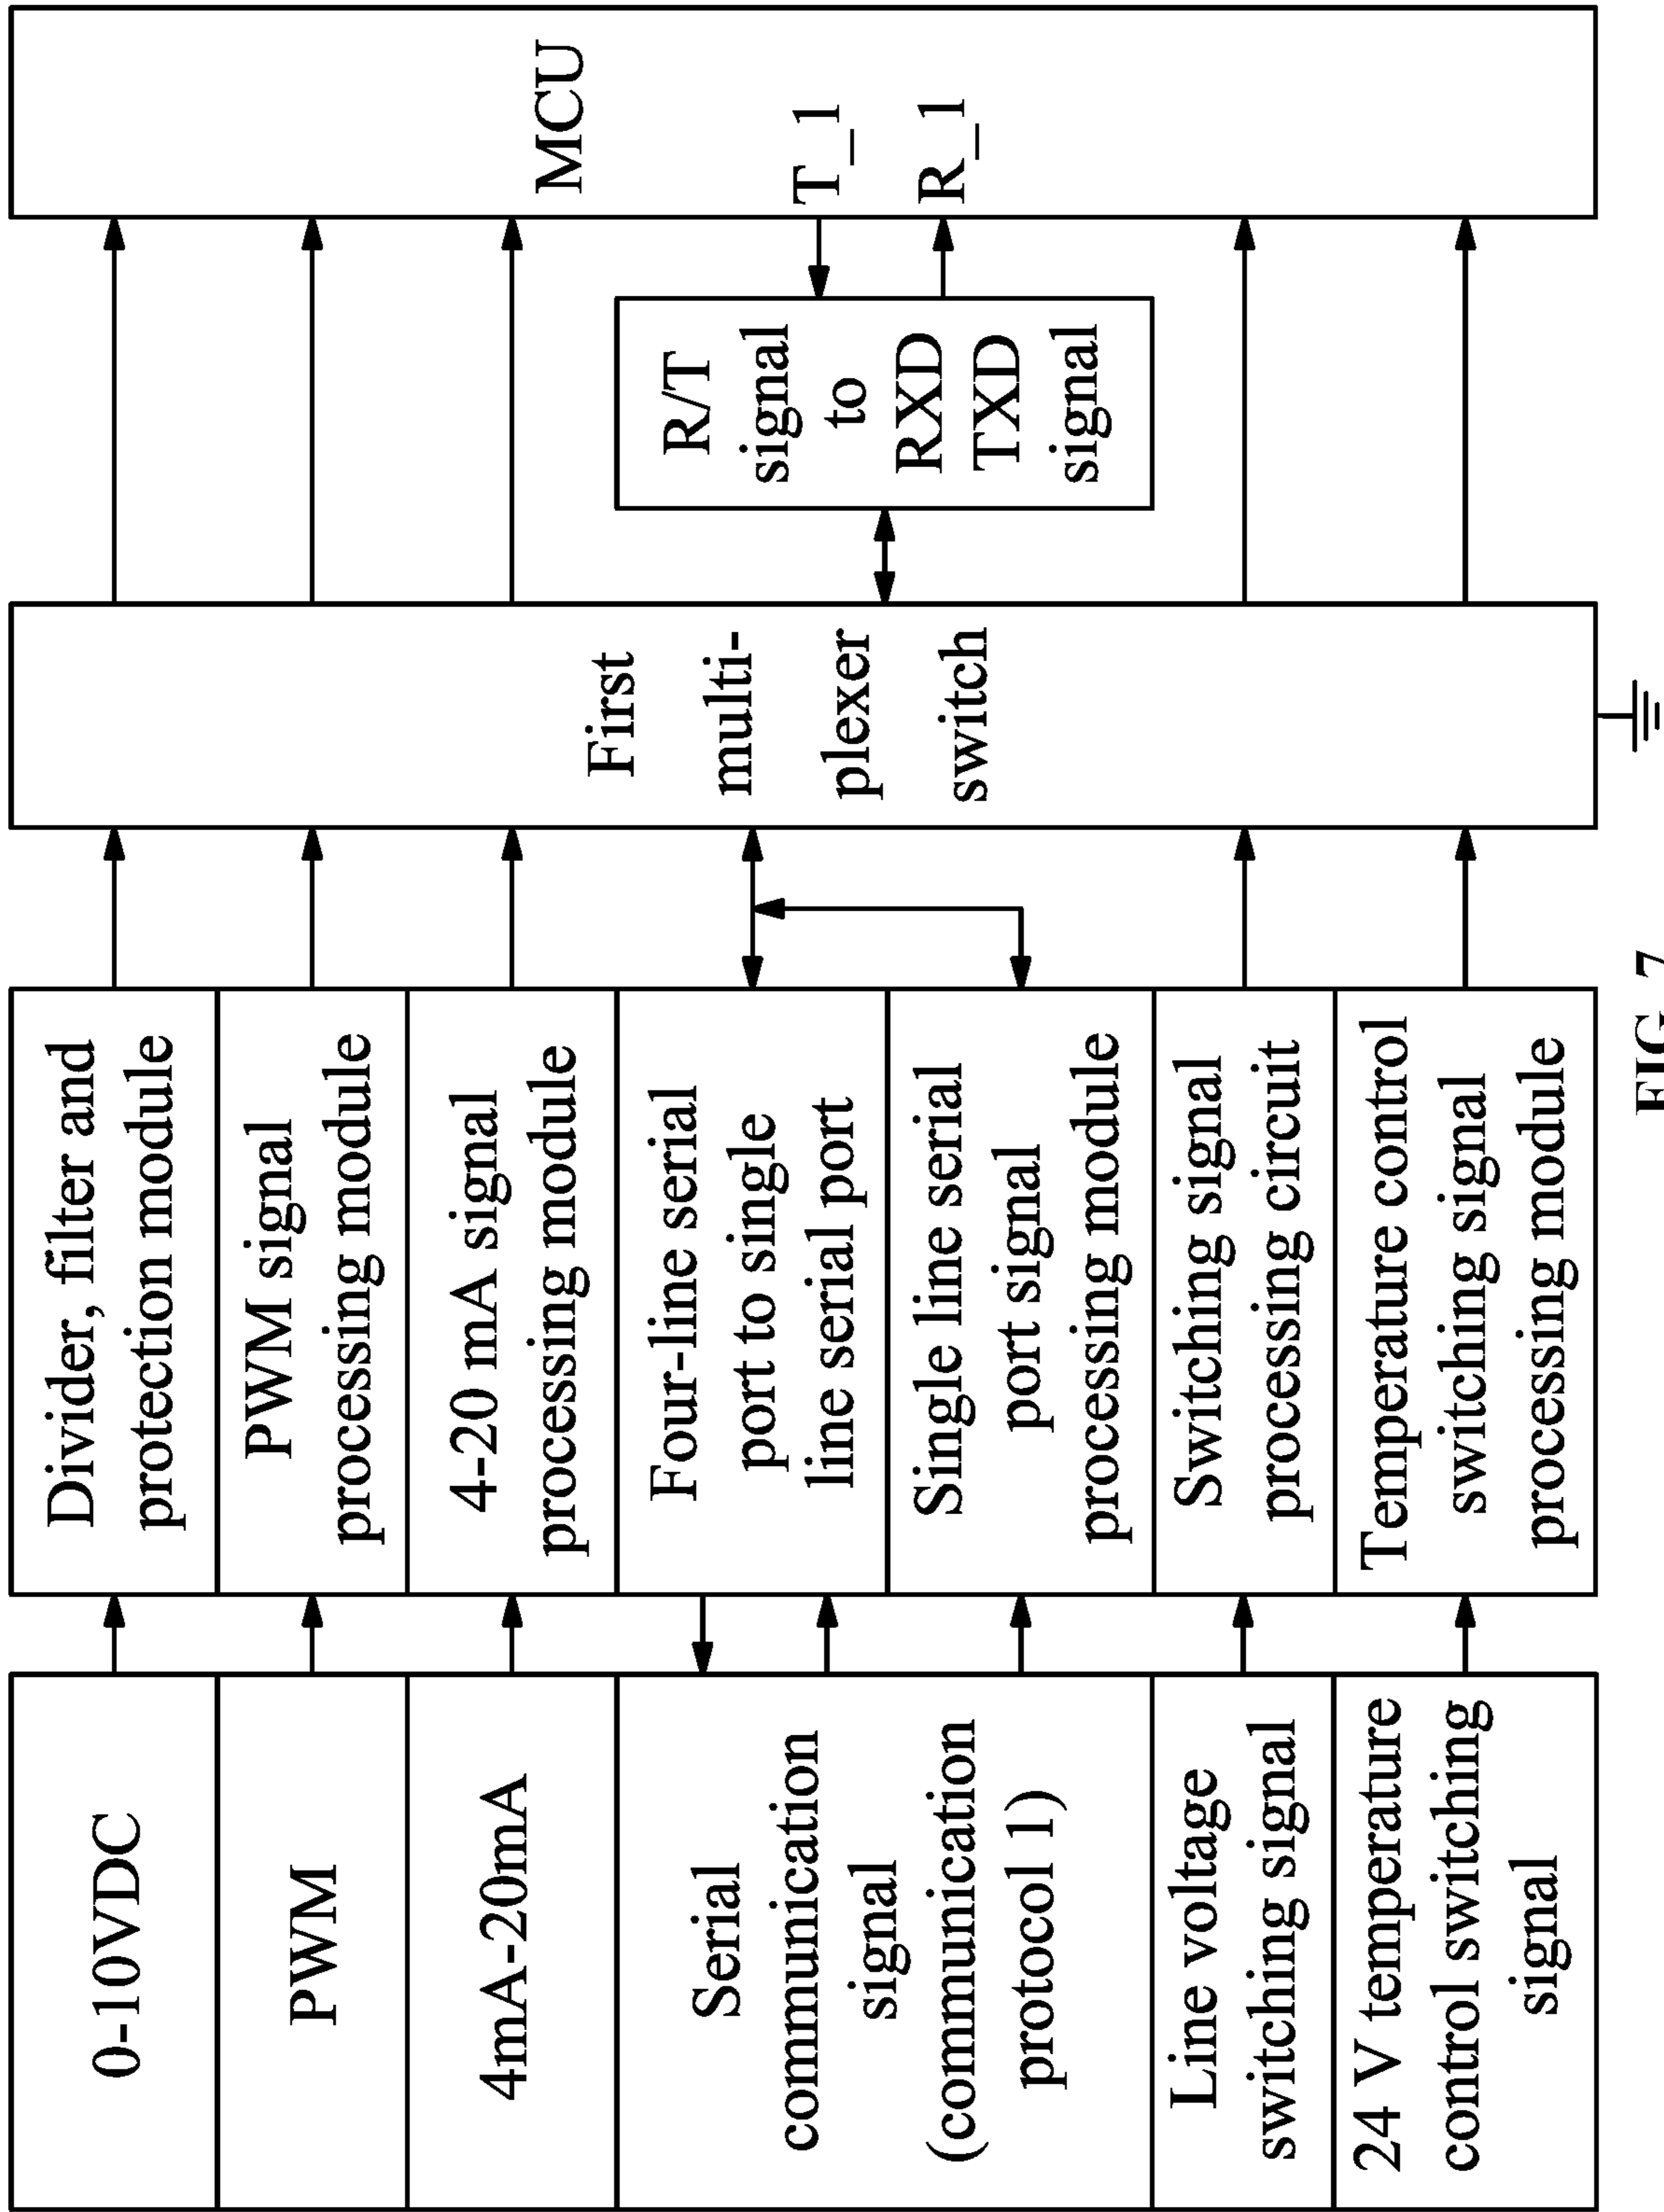 0-10VDC
PWM
4mA-20mA
Serial
communication
signal
(communication
protocol 1)
Line voltage
switching signal
24 V temperature
control switching
signal
Divider, filter and
protection module
PWM signal
processing module
4-20 mA signal
processing module
Four-line serial
port to single
line serial port
Single line serial
port signal
processing module
Switching signal
processing circuit
Temperature control
switching signal
processing module
First
multi-
plexer
switch
R/T
signal
to
RXD
TXD
signal
MCU
T_1
R_1
FIG. 7